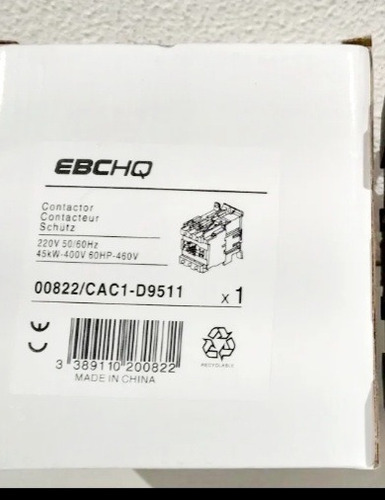 EBCHQ
Contactor
Contacteur
Schütz
220V 50/60Hz
45kW-400V 60HP-460V
00822/CAC1-D9511 x 1
CE
3 389110 200822
MADE IN CHINA
RECYCLABLE